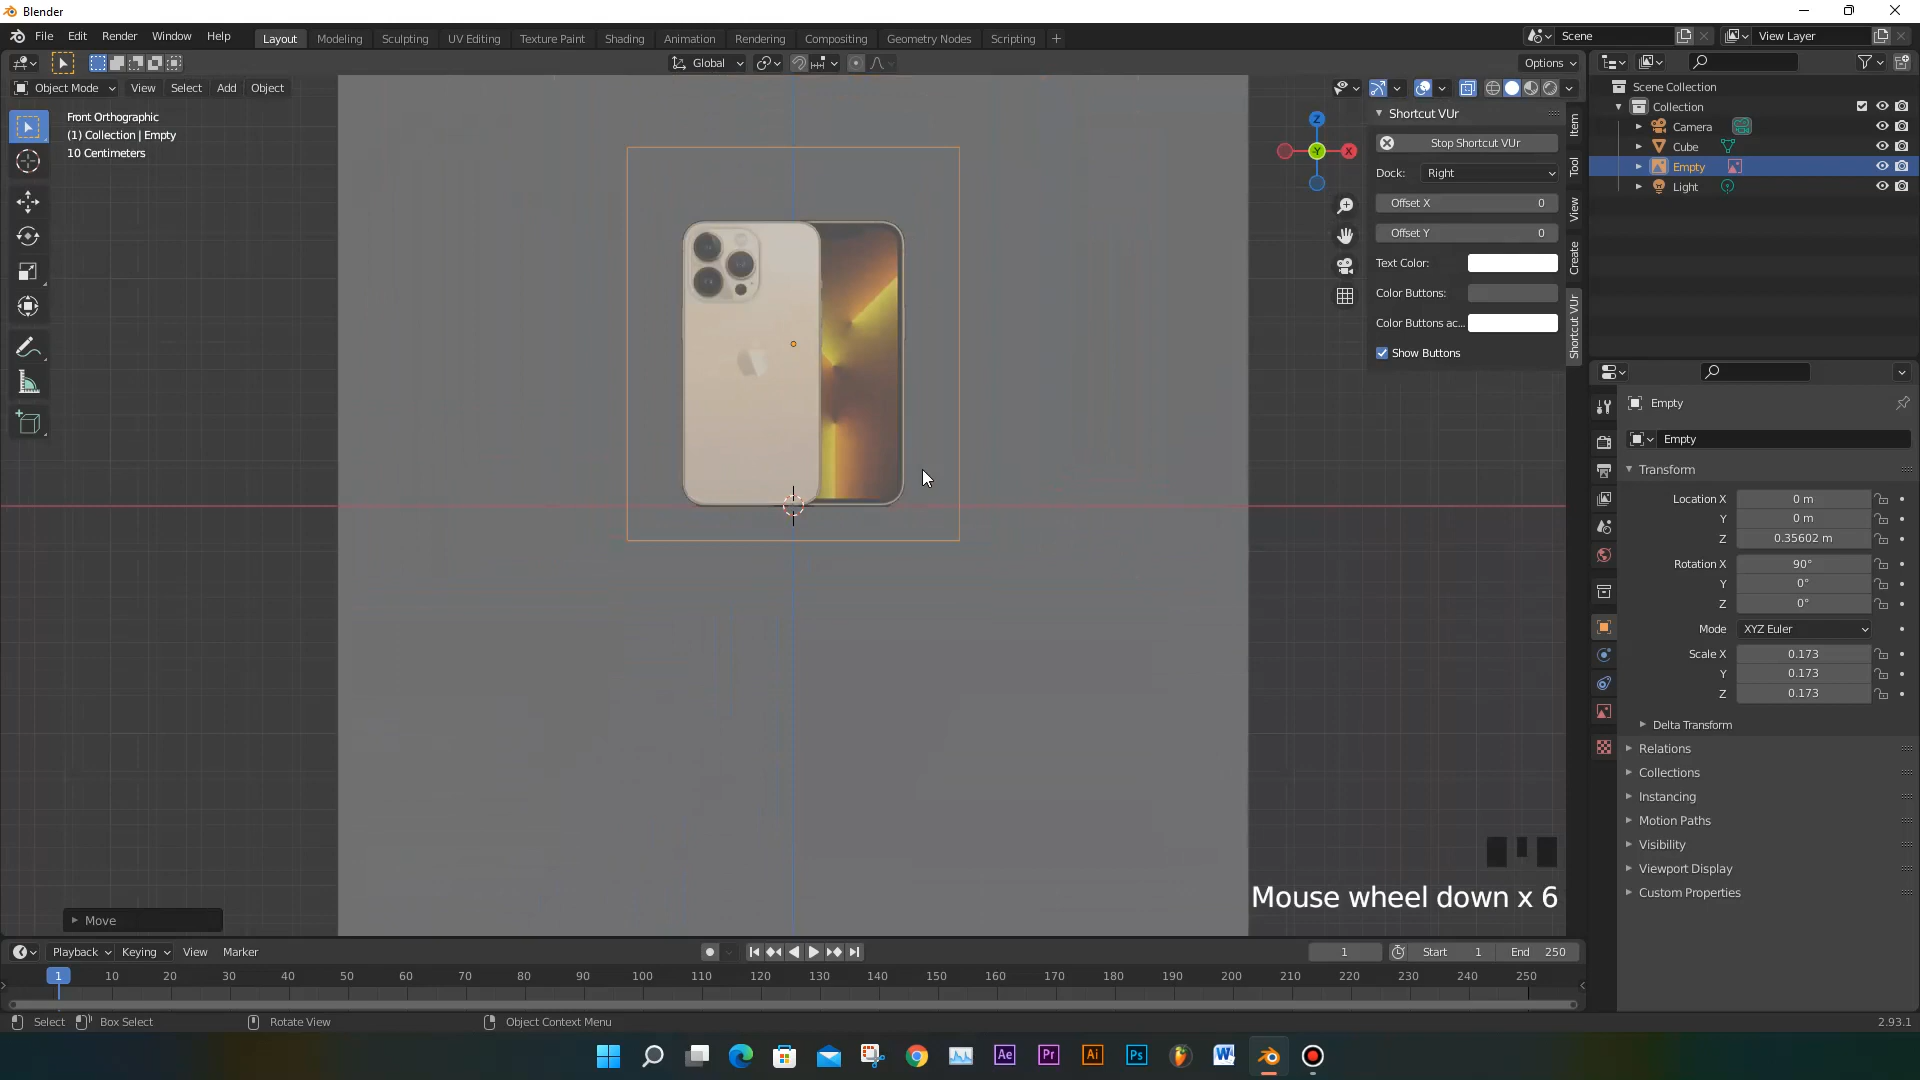 Blender
File Edit Render Window Help
Layout Modeling Sculpting UV Editing Texture Paint Shading Animation Rendering Compositing Geometry Nodes Scripting +
Scene
View Layer
Global
Options
Object Mode View Select Add Object
Front Orthographic
(1) Collection | Empty
10 Centimeters
Z
X
-Y
Shortcut VUr
Stop Shortcut VUr
Dock: Right
Offset X 0
Offset Y 0
Text Color:
Color Buttons:
Color Buttons ac...
Show Buttons
Item
Tool
View
Create
Shortcut VUr
Scene Collection
Collection
Camera
Cube
Empty
Light
Empty
Empty
Transform
Location X 0 m
Y 0 m
Z 0.35602 m
Rotation X 90°
Y 0°
Z 0°
Mode XYZ Euler
Scale X 0.173
Y 0.173
Z 0.173
Delta Transform
Relations
Collections
Instancing
Motion Paths
Visibility
Viewport Display
Custom Properties
Mouse wheel down x 6
Move
Playback Keying View Marker
1
Start 1
End 250
1 10 20 30 40 50 60 70 80 90 100 110 120 130 140 150 160 170 180 190 200 210 220 230 240 250
Select Box Select Rotate View Object Context Menu
2.93.1
Ae Pr Ai Ps W